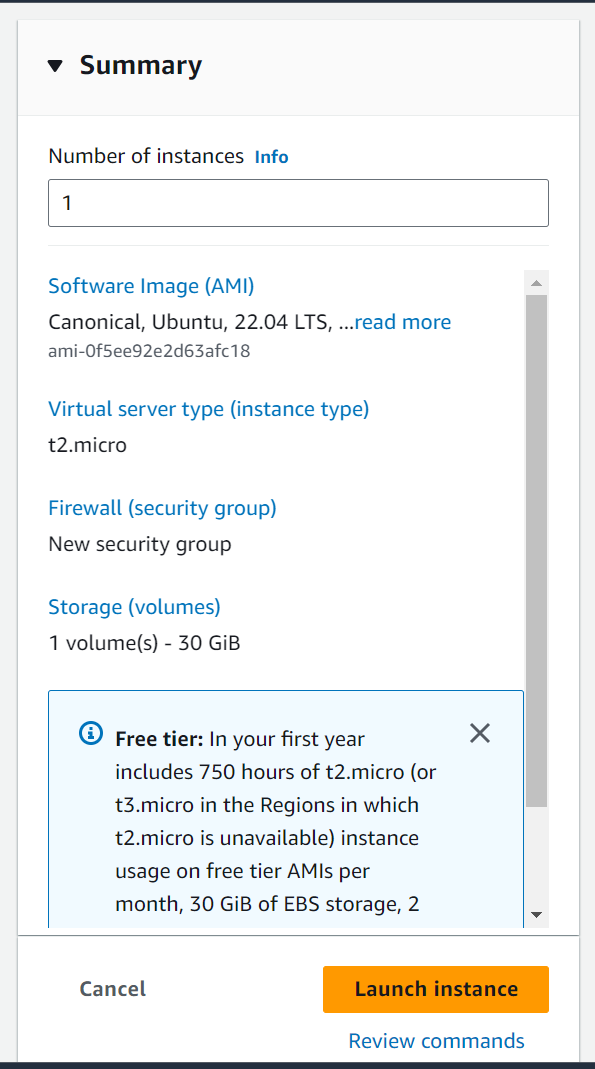 Summary
Number of instances Info
1
Software Image (AMI)
Canonical, Ubuntu, 22.04 LTS, ...read more
ami-0f5ee92e2d63afc18
Virtual server type (instance type)
t2.micro
Firewall (security group)
New security group
Storage (volumes)
1 volume(s) - 30 GiB
Free tier: In your first year
includes 750 hours of t2.micro (or
t3.micro in the Regions in which
t2.micro is unavailable) instance
usage on free tier AMIs per
month, 30 GiB of EBS storage, 2
Cancel
Launch instance
Review commands